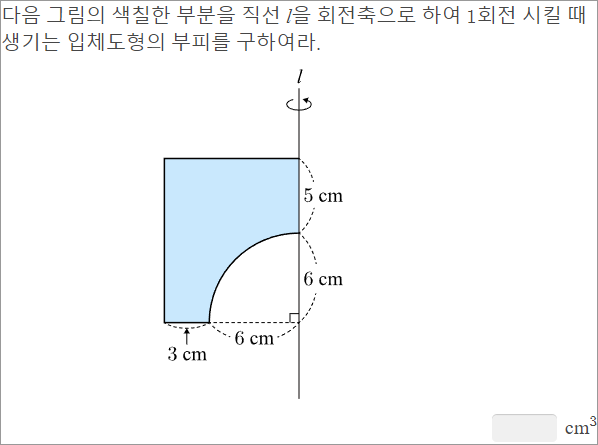 다음 그림의 색칠한 부분을 직선 l을 회전축으로 하여 1회전 시킬 때
생기는 입체도형의 부피를 구하여라.
l
5 cm
6 cm
6 cm
3 cm
cm³